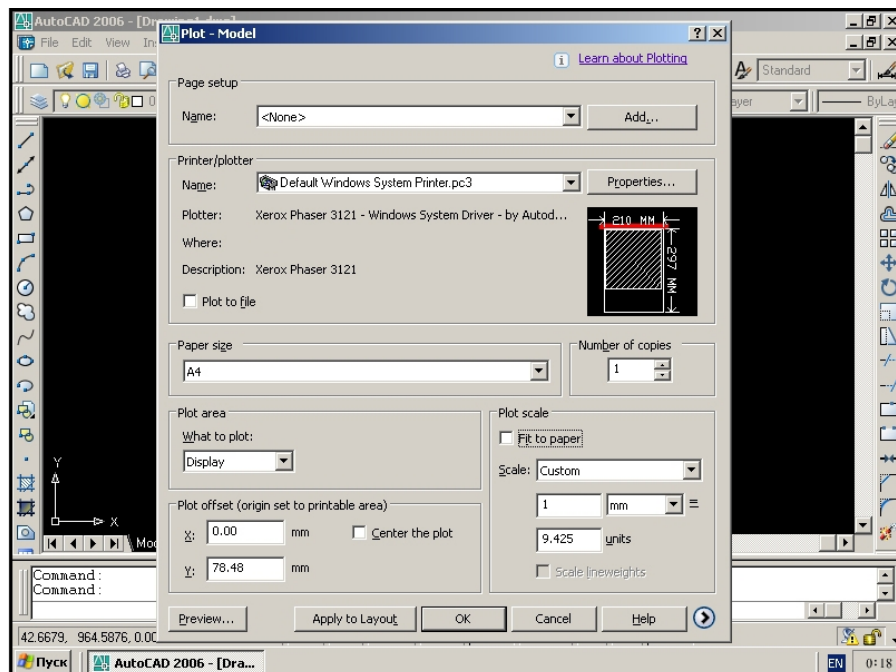 AutoCAD 2006 - [Drawing1.dwg]
File Edit View
Plot - Model
Learn about Plotting
Standard
Page setup
Name: <None> Add...
ByLay
Printer/plotter
Name: Default Windows System Printer.pc3 Properties...
Plotter: Xerox Phaser 3121 - Windows System Driver - by Autod...
Where:
Description: Xerox Phaser 3121
Plot to file
210 MM
297 MM
Paper size
A4
Number of copies
1
Plot area
What to plot:
Display
Plot scale
Fit to paper
Scale: Custom
1 mm =
9.425 units
Scale lineweights
Plot offset (origin set to printable area)
X: 0.00 mm Center the plot
Y: 78.48 mm
Y
X
Command:
Command:
Preview... Apply to Layout OK Cancel Help
42.6679, 964.5876, 0.00
Пуск AutoCAD 2006 - [Dra... EN 0:18